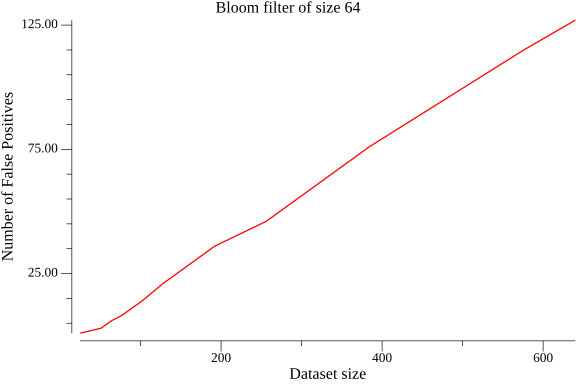 Bloom filter of size 64
125.00
75.00
25.00
Number of False Positives
200
400
600
Dataset size